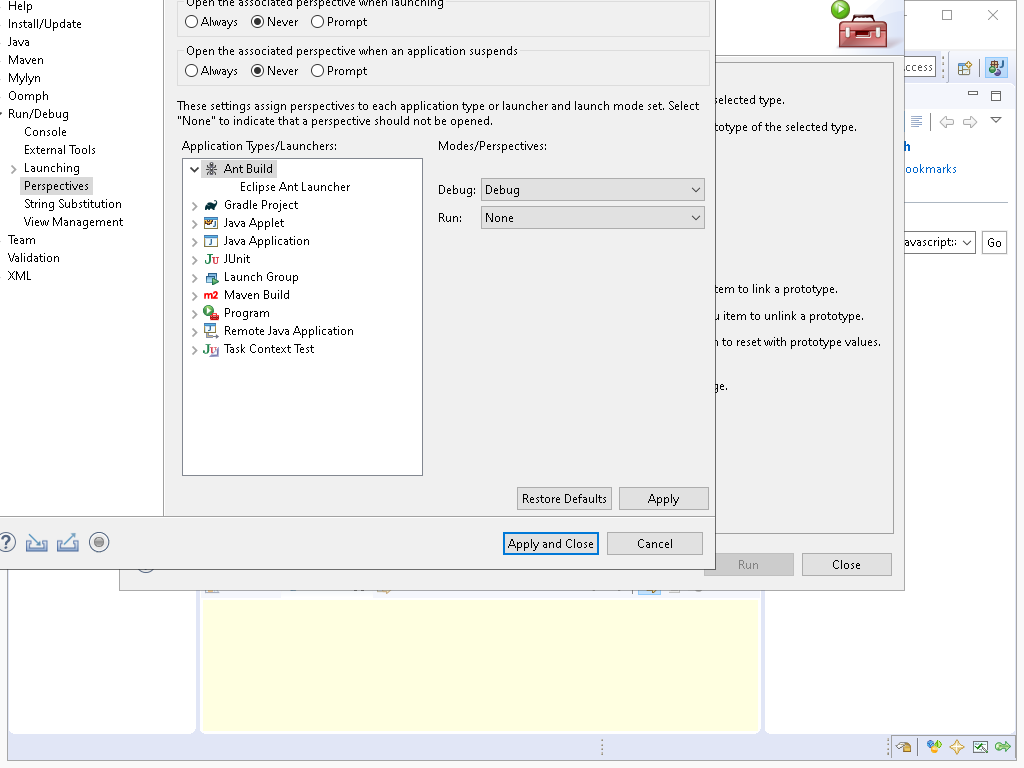 Help
Install/Update
Java
Maven
Mylyn
Oomph
Run/Debug
Console
External Tools
Launching
Perspectives
String Substitution
View Management
Team
Validation
XML
Open the associated perspective when launching
Always Never Prompt
Open the associated perspective when an application suspends
Always Never Prompt
These settings assign perspectives to each application type or launcher and launch mode set. Select
"None" to indicate that a perspective should not be opened.
Application Types/Launchers:
Ant Build
Eclipse Ant Launcher
Gradle Project
Java Applet
Java Application
JUnit
Launch Group
Maven Build
Program
Remote Java Application
Task Context Test
Modes/Perspectives:
Debug: Debug
Run: None
Restore Defaults Apply
Apply and Close Cancel
selected type.
totype of the selected type.
tem to link a prototype.
u item to unlink a prototype.
n to reset with prototype values.
ge.
Run Close
ccess
h
ookmarks
avascript:
Go